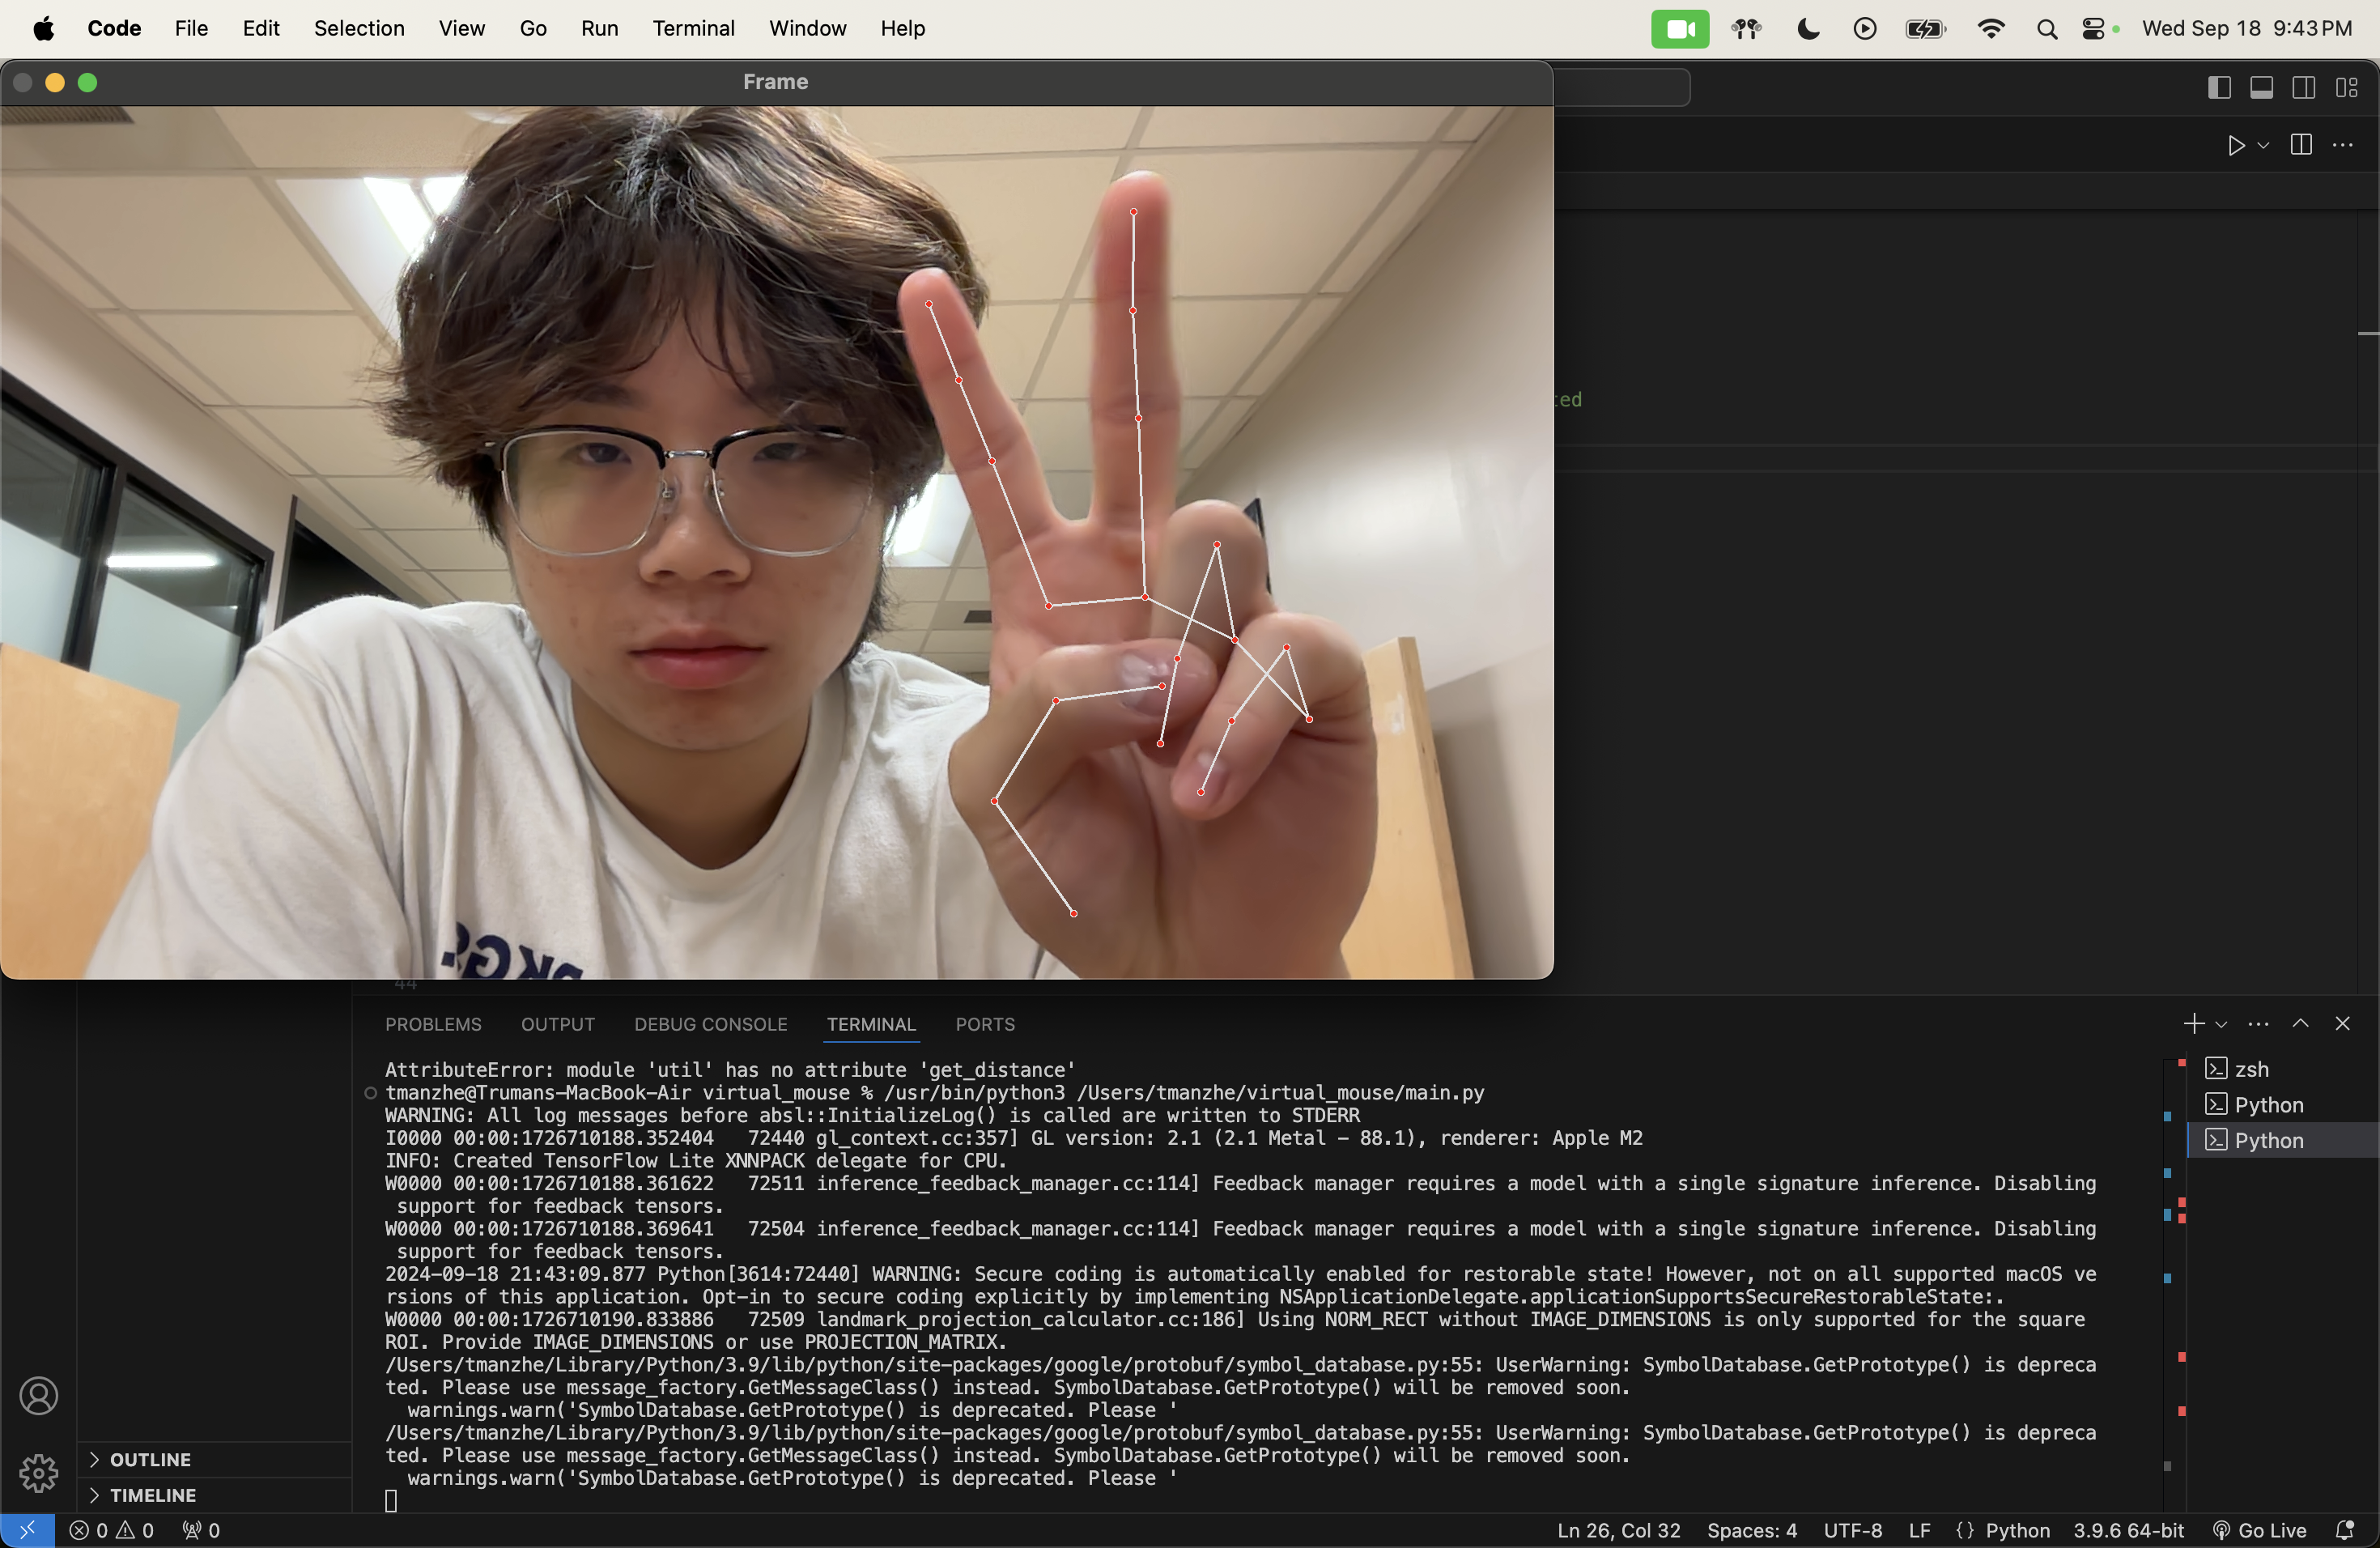 Code File Edit Selection View Go Run Terminal Window Help Wed Sep 18 9:43 PM
Frame
ted
44
PROBLEMS OUTPUT DEBUG CONSOLE TERMINAL PORTS
AttributeError: module 'util' has no attribute 'get_distance'
tmanzhe@Trumans-MacBook-Air virtual_mouse % /usr/bin/python3 /Users/tmanzhe/virtual_mouse/main.py
WARNING: All log messages before absl::InitializeLog() is called are written to STDERR
I0000 00:00:1726710188.352404   72440 gl_context.cc:357] GL version: 2.1 (2.1 Metal - 88.1), renderer: Apple M2
INFO: Created TensorFlow Lite XNNPACK delegate for CPU.
W0000 00:00:1726710188.361622   72511 inference_feedback_manager.cc:114] Feedback manager requires a model with a single signature inference. Disabling
support for feedback tensors.
W0000 00:00:1726710188.369641   72504 inference_feedback_manager.cc:114] Feedback manager requires a model with a single signature inference. Disabling
support for feedback tensors.
2024-09-18 21:43:09.877 Python[3614:72440] WARNING: Secure coding is automatically enabled for restorable state! However, not on all supported macOS ve
rsions of this application. Opt-in to secure coding explicitly by implementing NSApplicationDelegate.applicationSupportsSecureRestorableState:.
W0000 00:00:1726710190.833886   72509 landmark_projection_calculator.cc:186] Using NORM_RECT without IMAGE_DIMENSIONS is only supported for the square
ROI. Provide IMAGE_DIMENSIONS or use PROJECTION_MATRIX.
/Users/tmanzhe/Library/Python/3.9/lib/python/site-packages/google/protobuf/symbol_database.py:55: UserWarning: SymbolDatabase.GetPrototype() is depreca
ted. Please use message_factory.GetMessageClass() instead. SymbolDatabase.GetPrototype() will be removed soon.
warnings.warn('SymbolDatabase.GetPrototype() is deprecated. Please '
/Users/tmanzhe/Library/Python/3.9/lib/python/site-packages/google/protobuf/symbol_database.py:55: UserWarning: SymbolDatabase.GetPrototype() is depreca
ted. Please use message_factory.GetMessageClass() instead. SymbolDatabase.GetPrototype() will be removed soon.
warnings.warn('SymbolDatabase.GetPrototype() is deprecated. Please '
zsh
Python
Python
OUTLINE
TIMELINE
0 0 0 Ln 26, Col 32 Spaces: 4 UTF-8 LF {} Python 3.9.6 64-bit Go Live